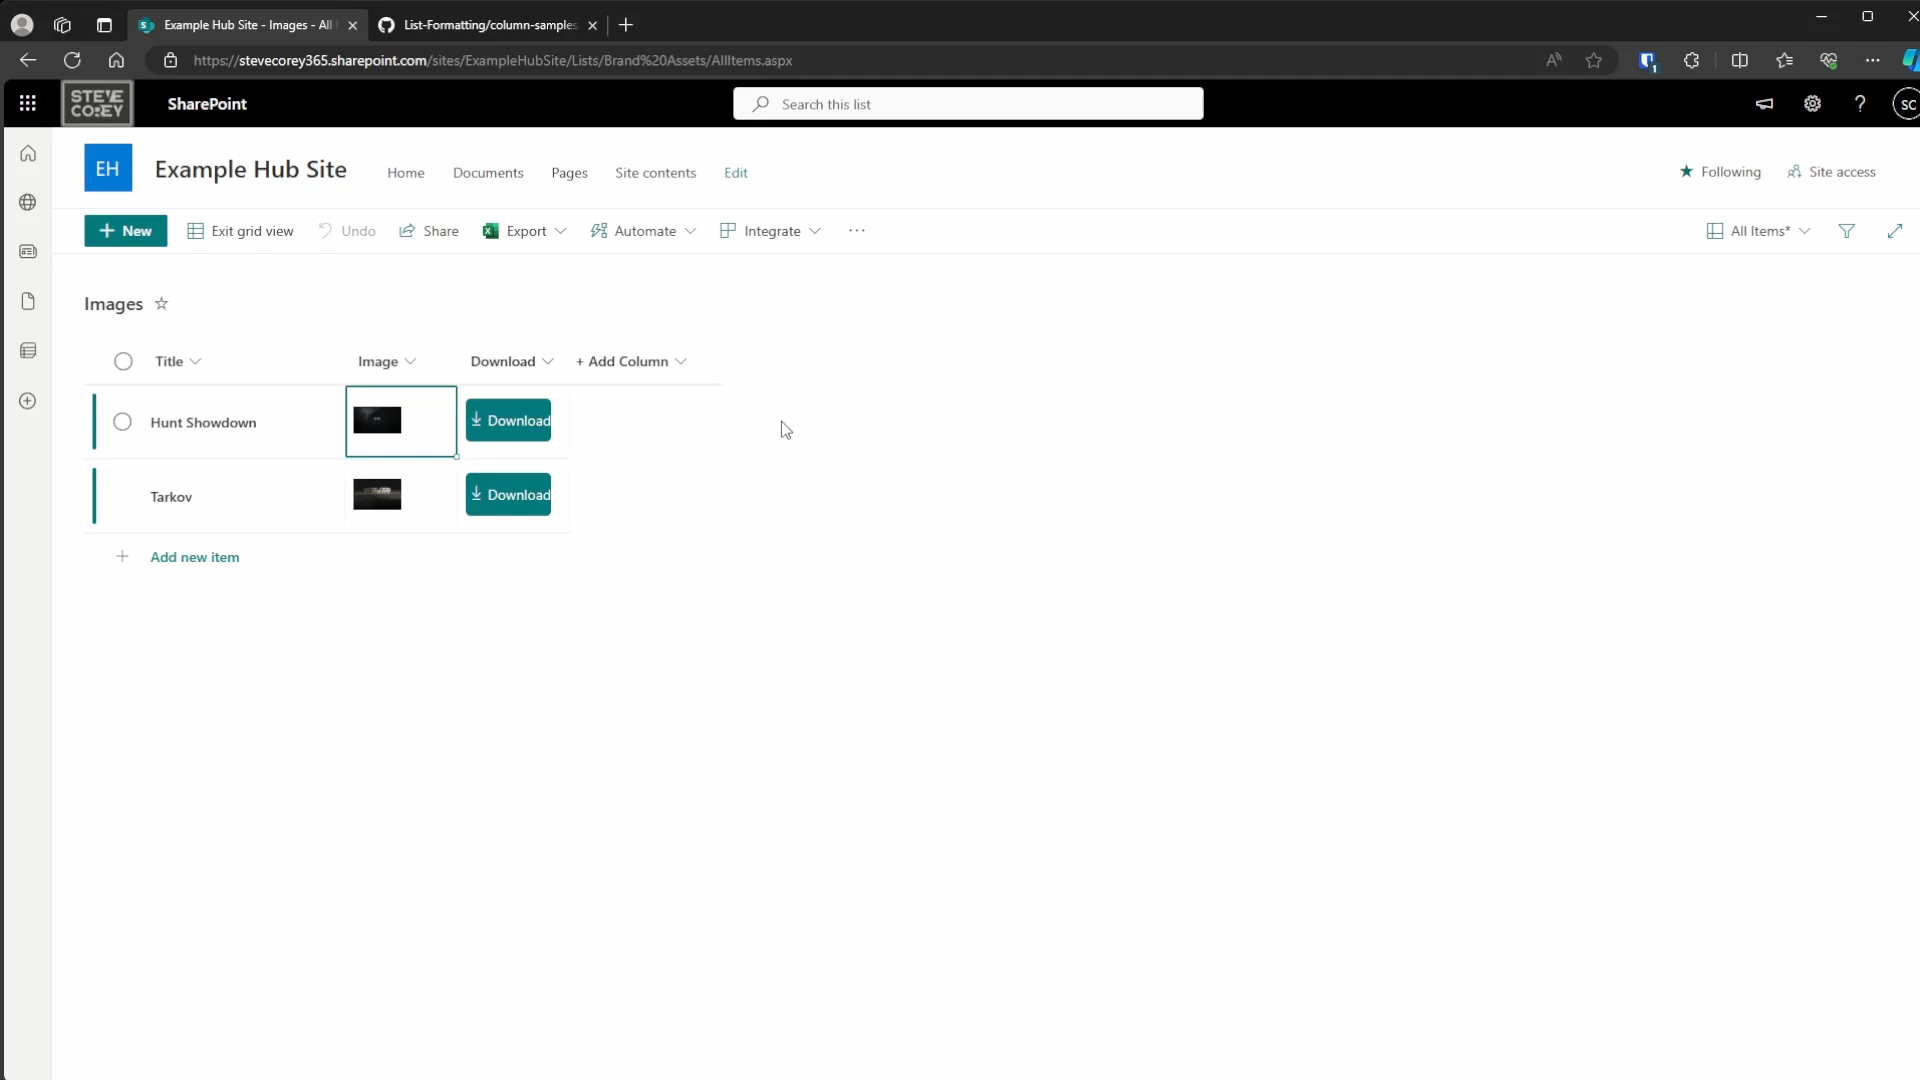 Example Hub Site - Images - All
List-Formatting/column-samples
https://stevecorey365.sharepoint.com/sites/ExampleHubSite/Lists/Brand%20Assets/AllItems.aspx
STEVE
COREY
SharePoint
Search this list
SC
EH
Example Hub Site
Home
Documents
Pages
Site contents
Edit
Following
Site access
New
Exit grid view
Undo
Share
Export
Automate
Integrate
All Items*
Images
Title
Image
Download
+ Add Column
Hunt Showdown
Download
Tarkov
Download
Add new item